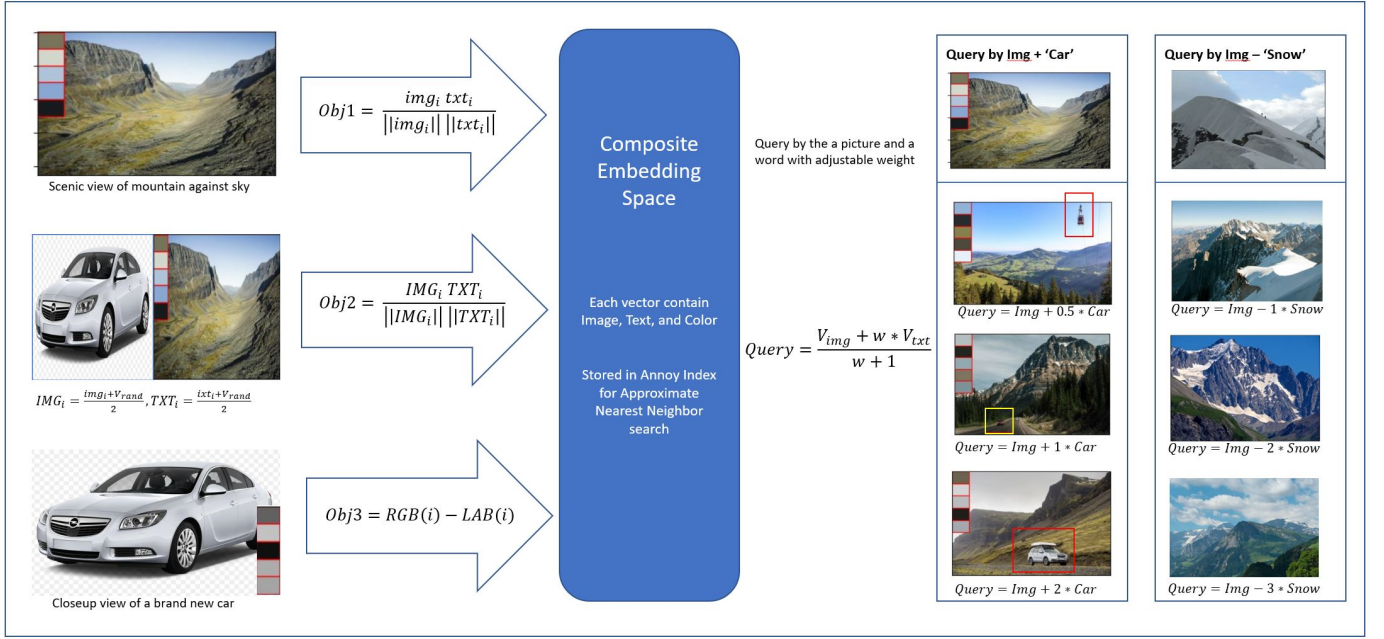 Scenic view of mountain against sky
IMG_i = (img_i+V_rand)/2, TXT_i = (ixt_i+V_rand)/2
Closeup view of a brand new car
Obj1 = (img_i txt_i)/(||img_i|| ||txt_i||)
Obj2 = (IMG_i TXT_i)/(||IMG_i|| ||TXT_i||)
Obj3 = RGB(i) − LAB(i)
Composite
Embedding
Space
Each vector contain
Image, Text, and Color
Stored in Annoy Index
for Approximate
Nearest Neighbor
search
Query by the a picture and a
word with adjustable weight
Query = (V_img + w * V_txt)/(w + 1)
Query by Img + ‘Car’
Query = Img + 0.5 * Car
Query = Img + 1 * Car
Query = Img + 2 * Car
Query by Img – ‘Snow’
Query = Img − 1 * Snow
Query = Img − 2 * Snow
Query = Img − 3 * Snow